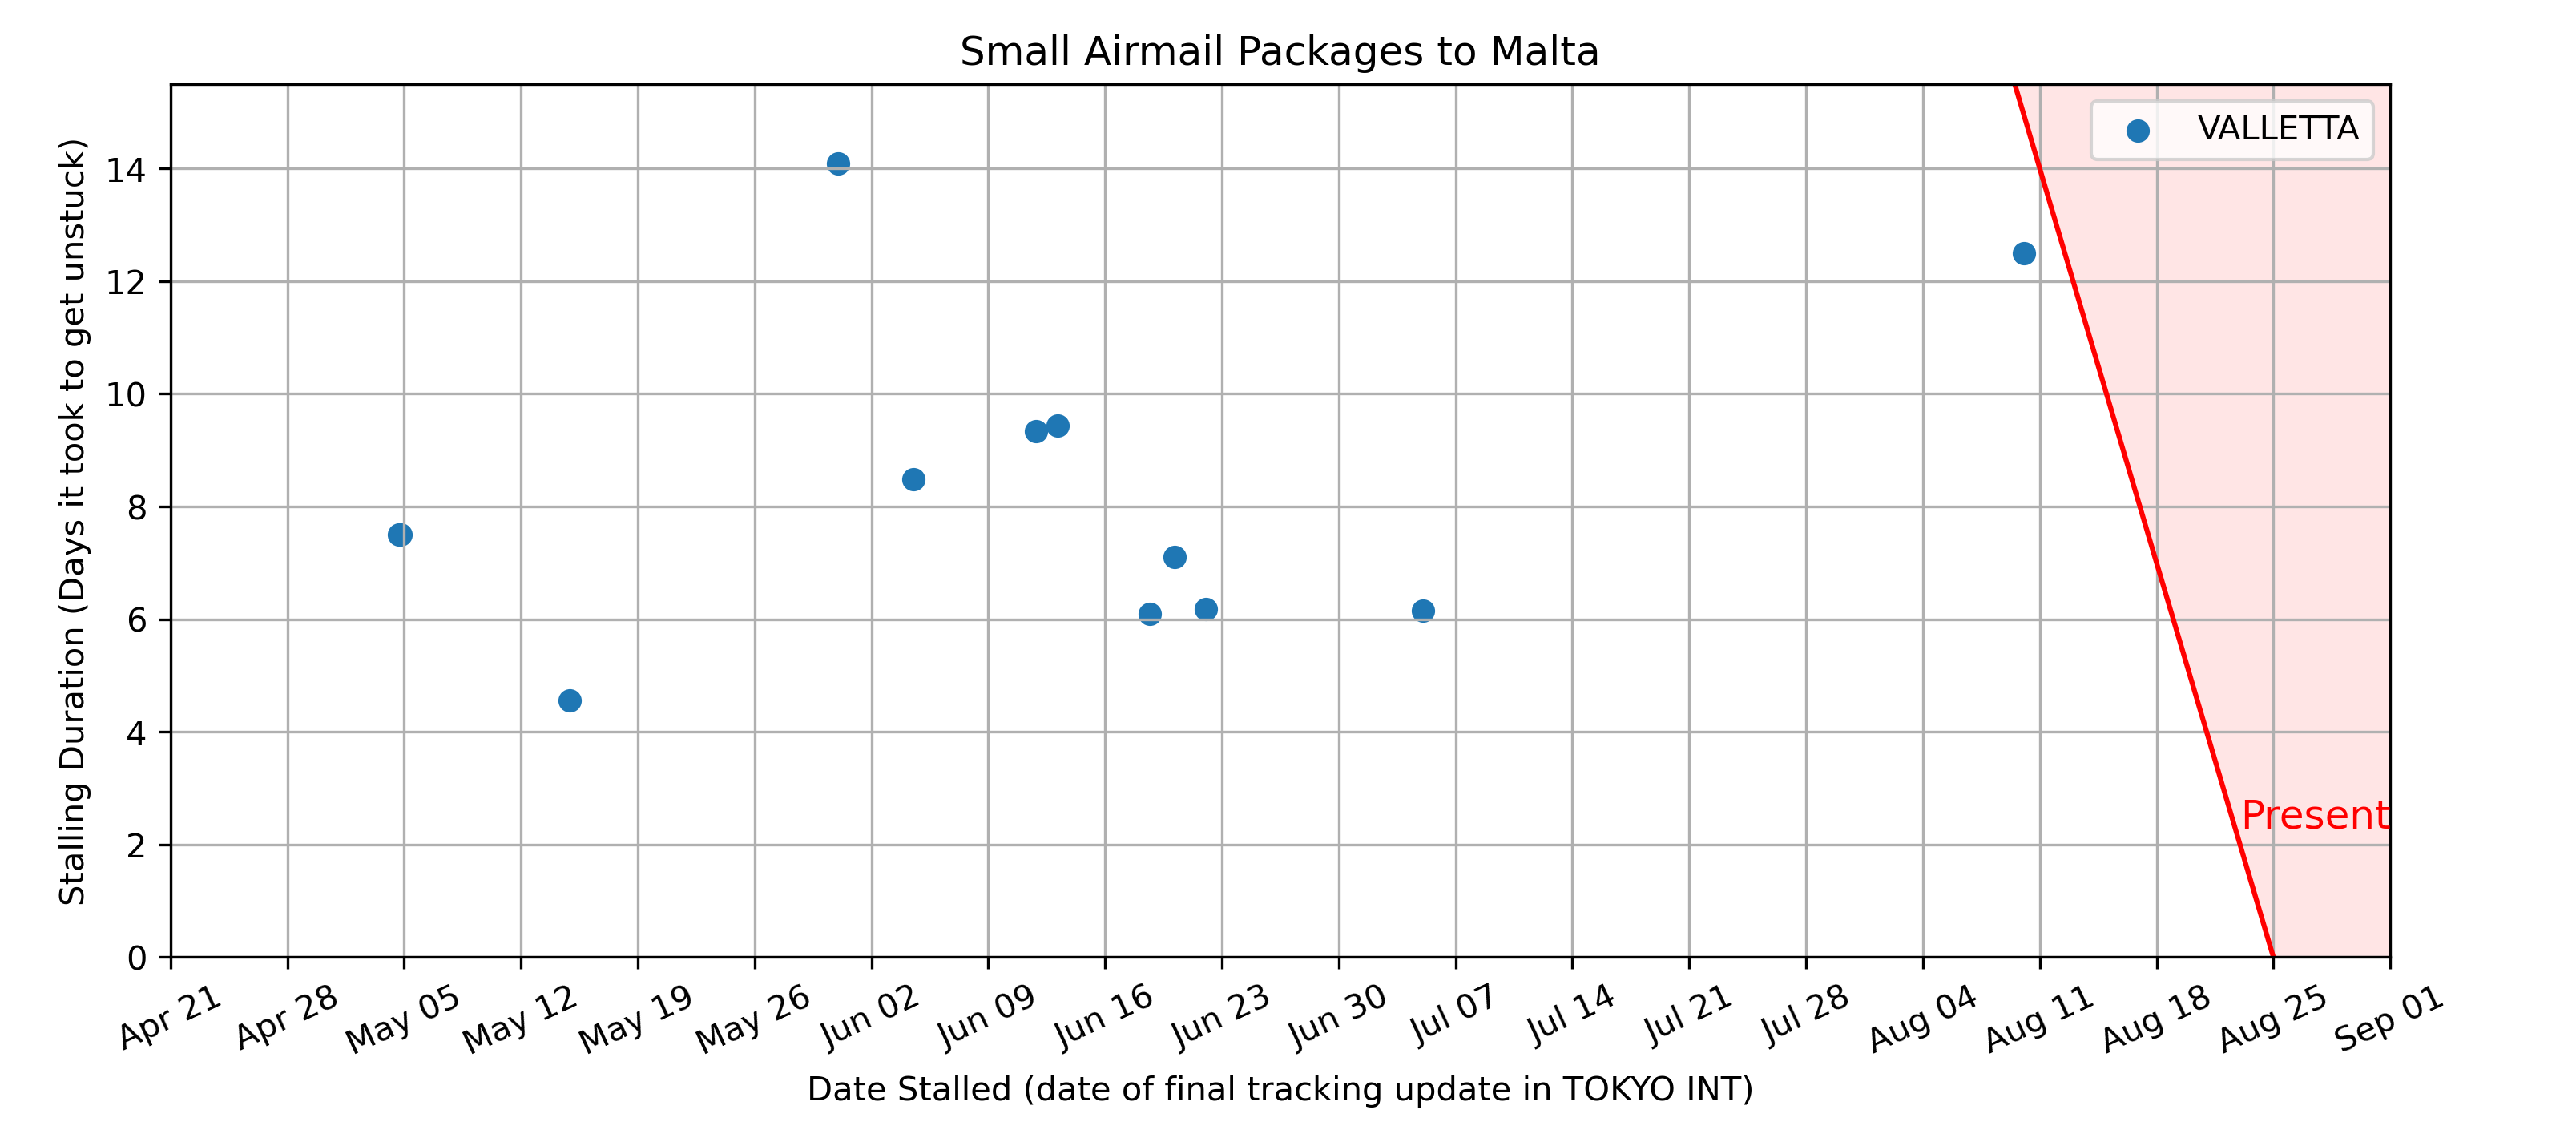 Small Airmail Packages to Malta
VALLETTA
Stalling Duration (Days it took to get unstuck)
14
12
10
8
6
4
2
0
Present
Apr 21
Apr 28
May 05
May 12
May 19
May 26
Jun 02
Jun 09
Jun 16
Jun 23
Jun 30
Jul 07
Jul 14
Jul 21
Jul 28
Aug 04
Aug 11
Aug 18
Aug 25
Sep 01
Date Stalled (date of final tracking update in TOKYO INT)